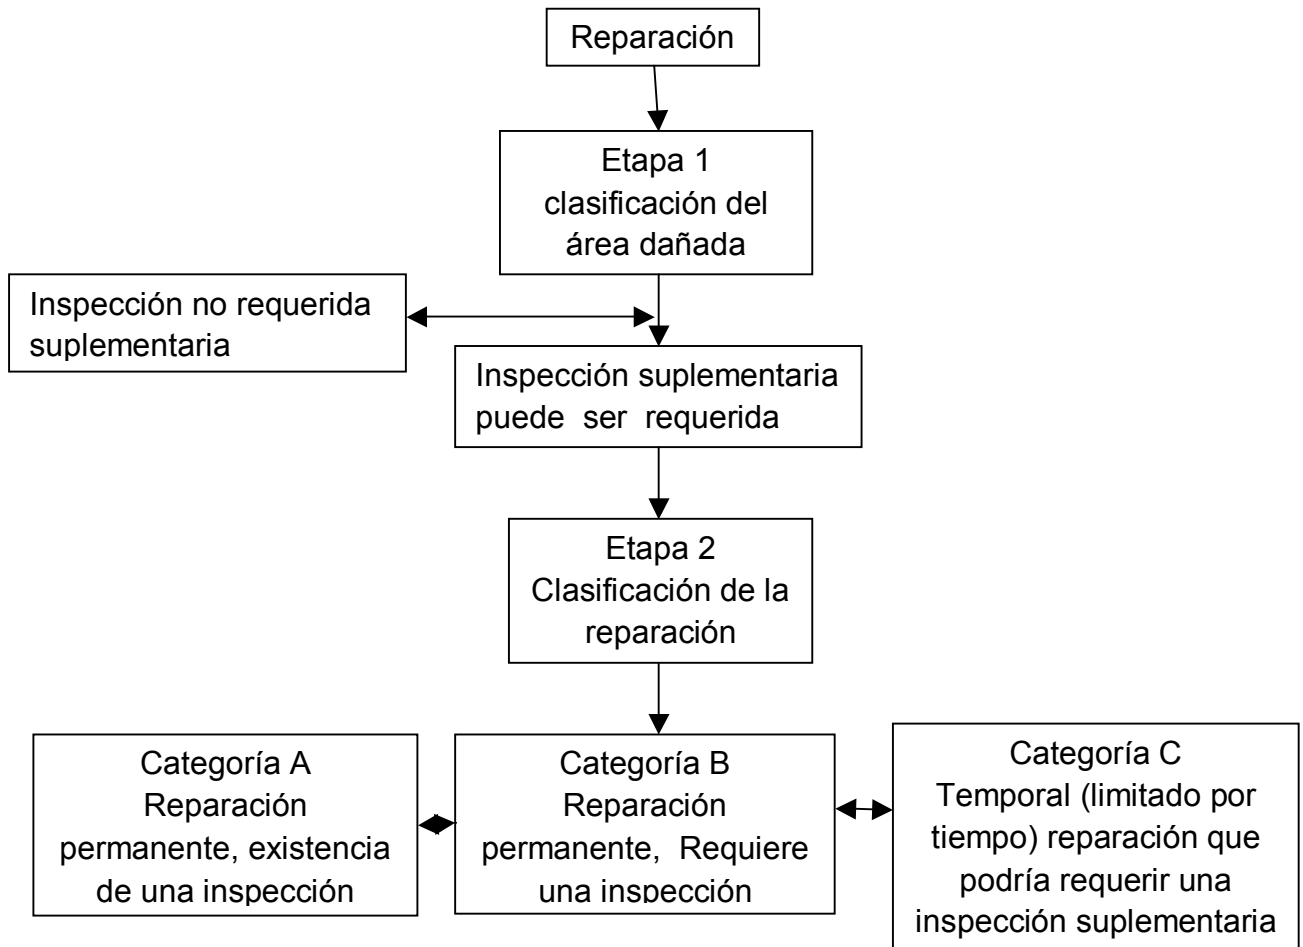 Reparación
Etapa 1
clasificación del
área dañada
Inspección no requerida
suplementaria
Inspección suplementaria
puede ser requerida
Etapa 2
Clasificación de la
reparación
Categoría A
Reparación
permanente, existencia
de una inspección
Categoría B
Reparación
permanente, Requiere
una inspección
Categoría C
Temporal (limitado por
tiempo) reparación que
podría requerir una
inspección suplementaria